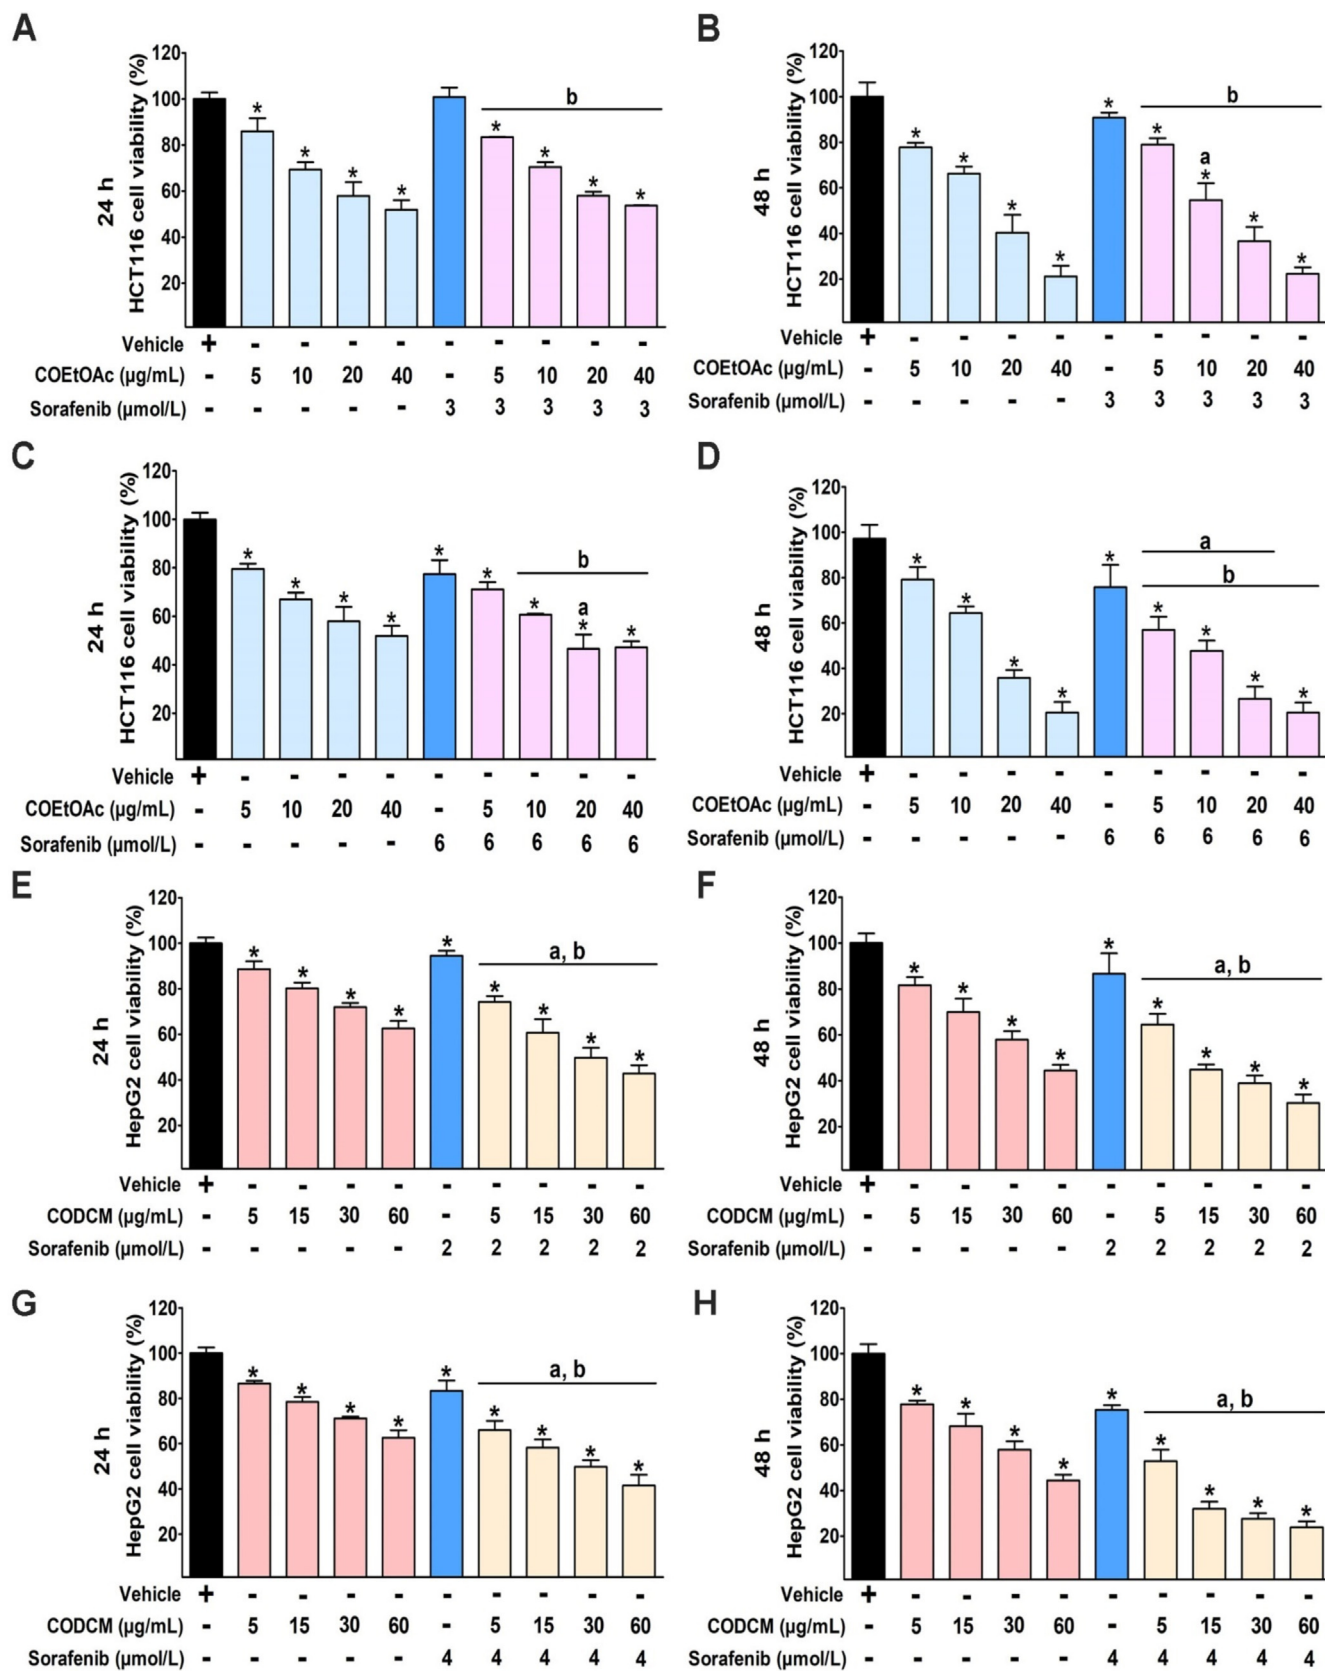 A
24 h
HCT116 cell viability (%)
120
100
80
60
40
20
* * * * b * * * *
Vehicle + - - - - - - - - -
COEtOAc (µg/mL) - 5 10 20 40 - 5 10 20 40
Sorafenib (µmol/L) - - - - - 3 3 3 3 3
B
48 h
HCT116 cell viability (%)
120
100
80
60
40
20
* * * * * b * a * * *
Vehicle + - - - - - - - - -
COEtOAc (µg/mL) - 5 10 20 40 - 5 10 20 40
Sorafenib (µmol/L) - - - - - 3 3 3 3 3
C
24 h
HCT116 cell viability (%)
120
100
80
60
40
20
* * * * * b * * a * *
Vehicle + - - - - - - - - -
COEtOAc (µg/mL) - 5 10 20 40 - 5 10 20 40
Sorafenib (µmol/L) - - - - - 6 6 6 6 6
D
48 h
HCT116 cell viability (%)
120
100
80
60
40
20
* * * * * a b * * * *
Vehicle + - - - - - - - - -
COEtOAc (µg/mL) - 5 10 20 40 - 5 10 20 40
Sorafenib (µmol/L) - - - - - 6 6 6 6 6
E
24 h
HepG2 cell viability (%)
120
100
80
60
40
20
* * * * * a, b * * * *
Vehicle + - - - - - - - - -
CODCM (µg/mL) - 5 15 30 60 - 5 15 30 60
Sorafenib (µmol/L) - - - - - 2 2 2 2 2
F
48 h
HepG2 cell viability (%)
120
100
80
60
40
20
* * * * * a, b * * * *
Vehicle + - - - - - - - - -
CODCM (µg/mL) - 5 15 30 60 - 5 15 30 60
Sorafenib (µmol/L) - - - - - 2 2 2 2 2
G
24 h
HepG2 cell viability (%)
120
100
80
60
40
20
* * * * * a, b * * * *
Vehicle + - - - - - - - - -
CODCM (µg/mL) - 5 15 30 60 - 5 15 30 60
Sorafenib (µmol/L) - - - - - 4 4 4 4 4
H
48 h
HepG2 cell viability (%)
120
100
80
60
40
20
* * * * * a, b * * * *
Vehicle + - - - - - - - - -
CODCM (µg/mL) - 5 15 30 60 - 5 15 30 60
Sorafenib (µmol/L) - - - - - 4 4 4 4 4